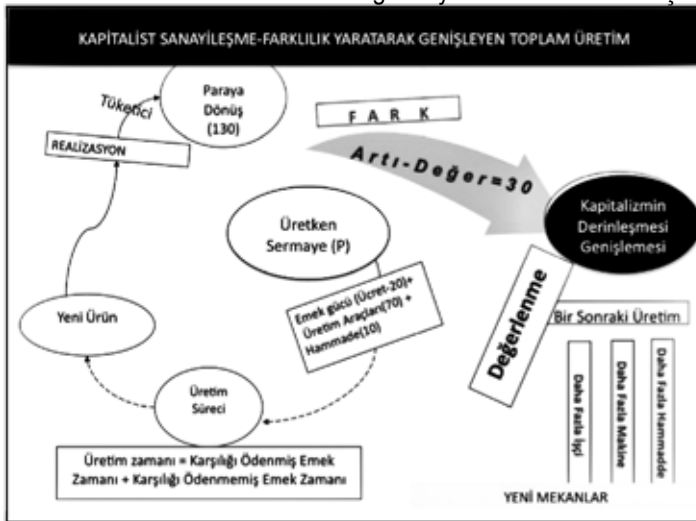 KAPİTALİST SANAYİLEŞME-FARKLILIK YARATARAK GENİŞLEYEN TOPLAM ÜRETİM
Paraya
Dönüş
(130)
Tüketici
REALİZASYON
F A R K
Artı-Değer=30
Kapitalizmin
Derinleşmesi
Genişlemesi
Üretken
Sermaye (P)
Emek gücü (Ücret-20)+
Üretim Araçları(70) +
Hammade(10)
Yeni Ürün
Üretim
Süreci
Üretim zamanı = Karşılığı Ödenmiş Emek
Zamanı + Karşılığı Ödenmemiş Emek Zamanı
Değerlenme
Bir Sonraki Üretim
Daha Fazla İşçi
Daha Fazla Makine
Daha Fazla Hammadde
YENİ MEKANLAR